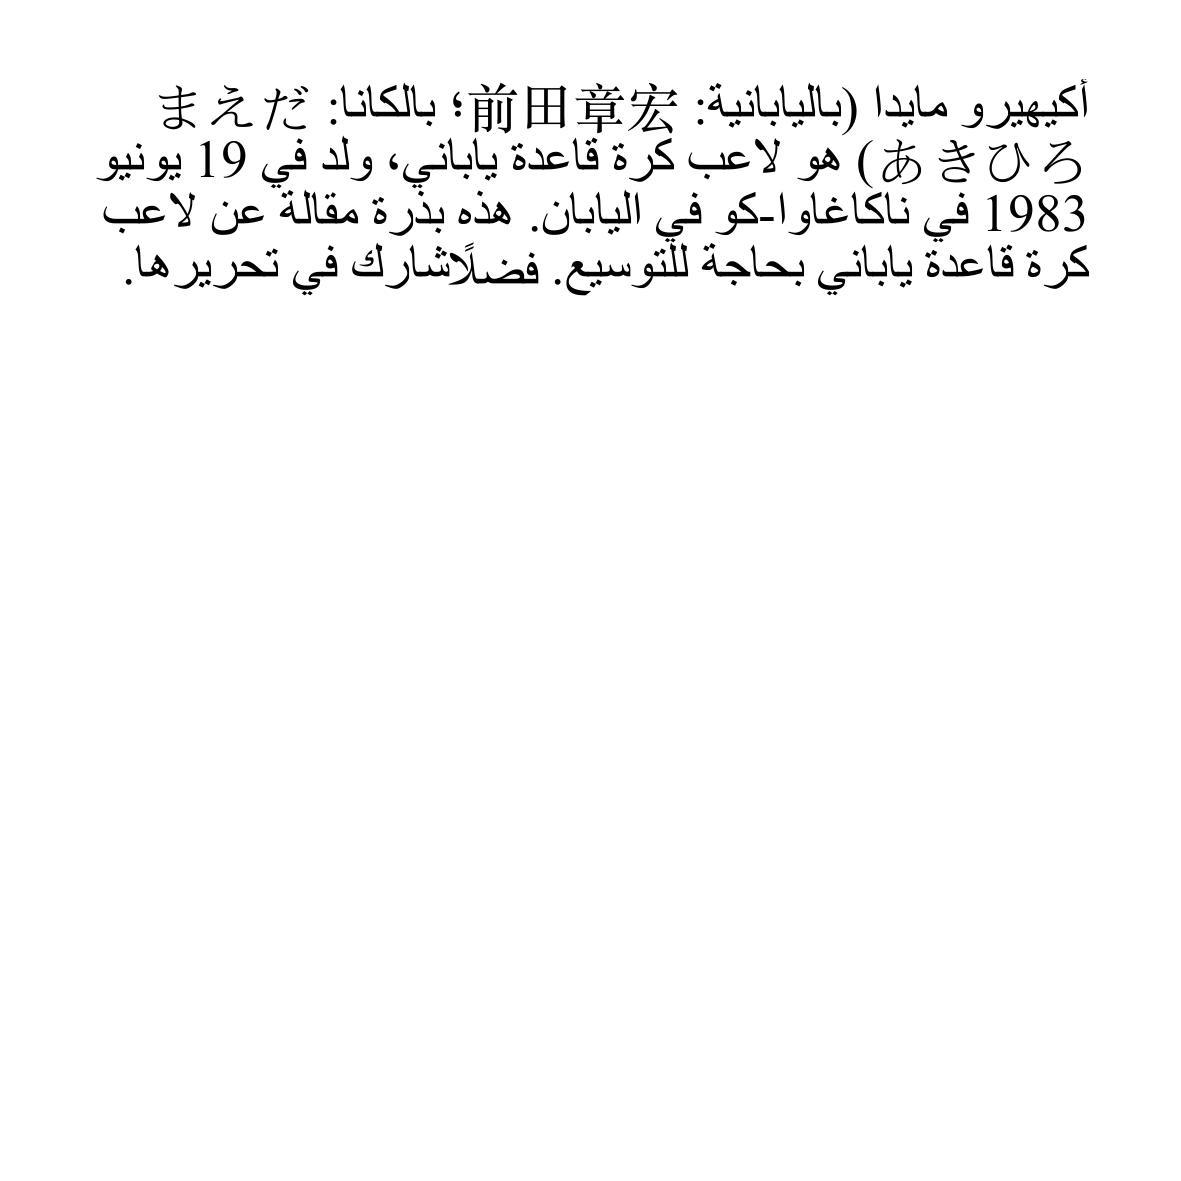 أكيهيرو مايدا (باليابانية: 前田章宏؛ بالكانا: まえだ
あきひろ) هو لاعب كرة قاعدة ياباني، ولد في 19 يونيو
1983 في ناكاغاوا-كو في اليابان. هذه بذرة مقالة عن لاعب
كرة قاعدة ياباني بحاجة للتوسيع. فضلًاشارك في تحريرها.